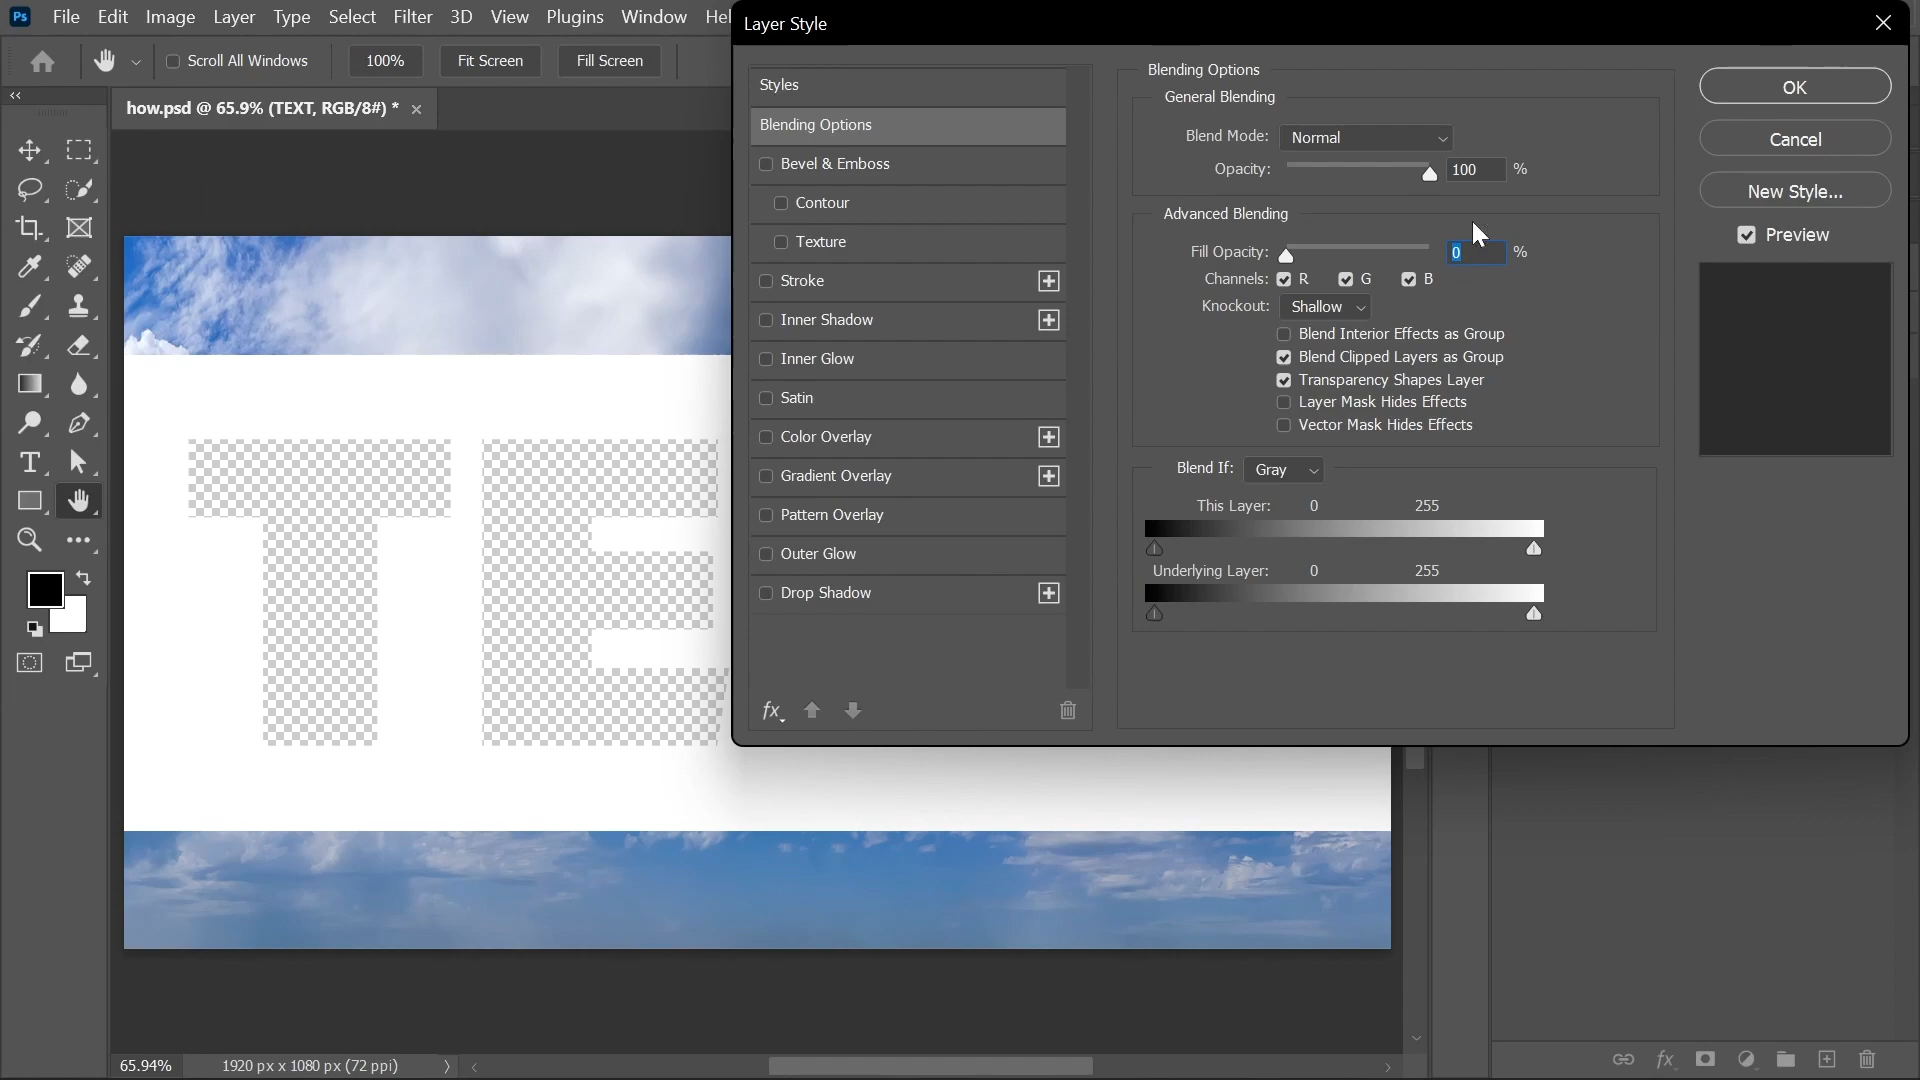 Ps File Edit Image Layer Type Select Filter 3D View Plugins Window Hel
Layer Style
Scroll All Windows 100% Fit Screen Fill Screen
how.psd @ 65.9% (TEXT, RGB/8#) *
TE
Styles
Blending Options
Bevel & Emboss
Contour
Texture
Stroke
Inner Shadow
Inner Glow
Satin
Color Overlay
Gradient Overlay
Pattern Overlay
Outer Glow
Drop Shadow
fx
Blending Options
General Blending
Blend Mode: Normal
Opacity: 100 %
Advanced Blending
Fill Opacity: 0 %
Channels: R G B
Knockout: Shallow
Blend Interior Effects as Group
Blend Clipped Layers as Group
Transparency Shapes Layer
Layer Mask Hides Effects
Vector Mask Hides Effects
Blend If: Gray
This Layer: 0 255
Underlying Layer: 0 255
OK
Cancel
New Style...
Preview
65.94% 1920 px x 1080 px (72 ppi)
fx